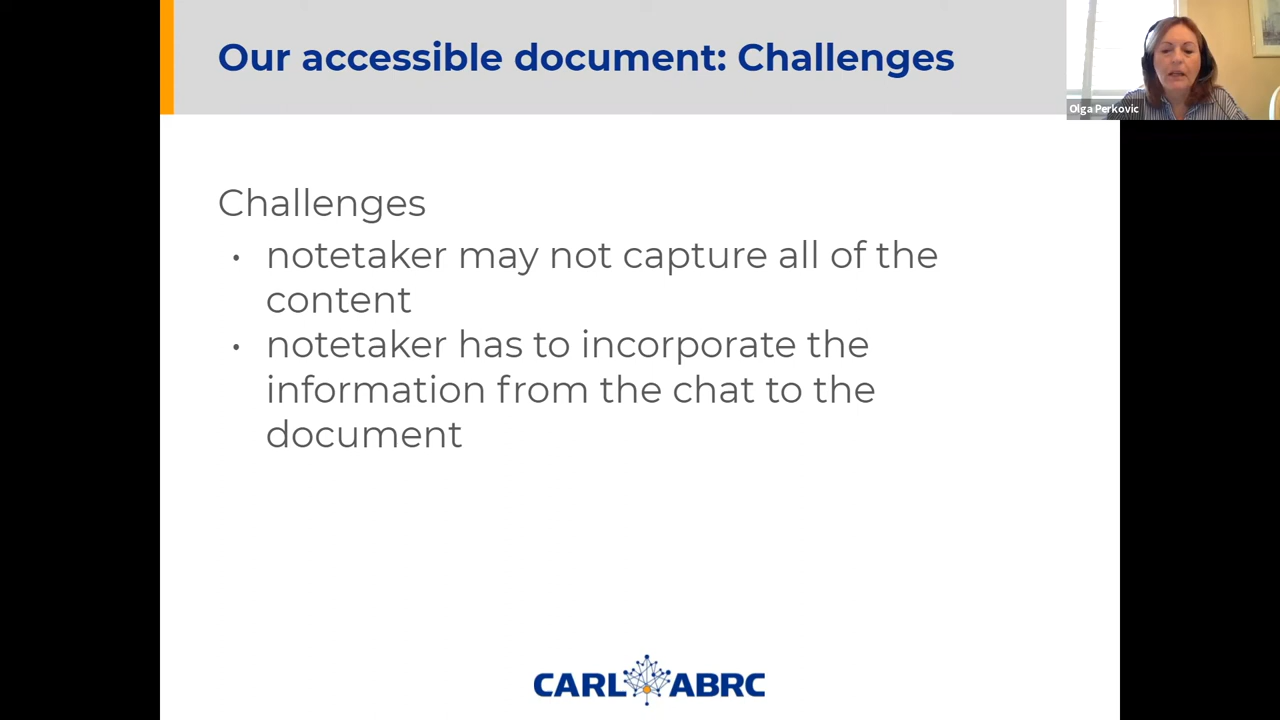 Our accessible document: Challenges
Olga Perkovic
Challenges
• notetaker may not capture all of the
content
• notetaker has to incorporate the
information from the chat to the
document
CARL ABRC